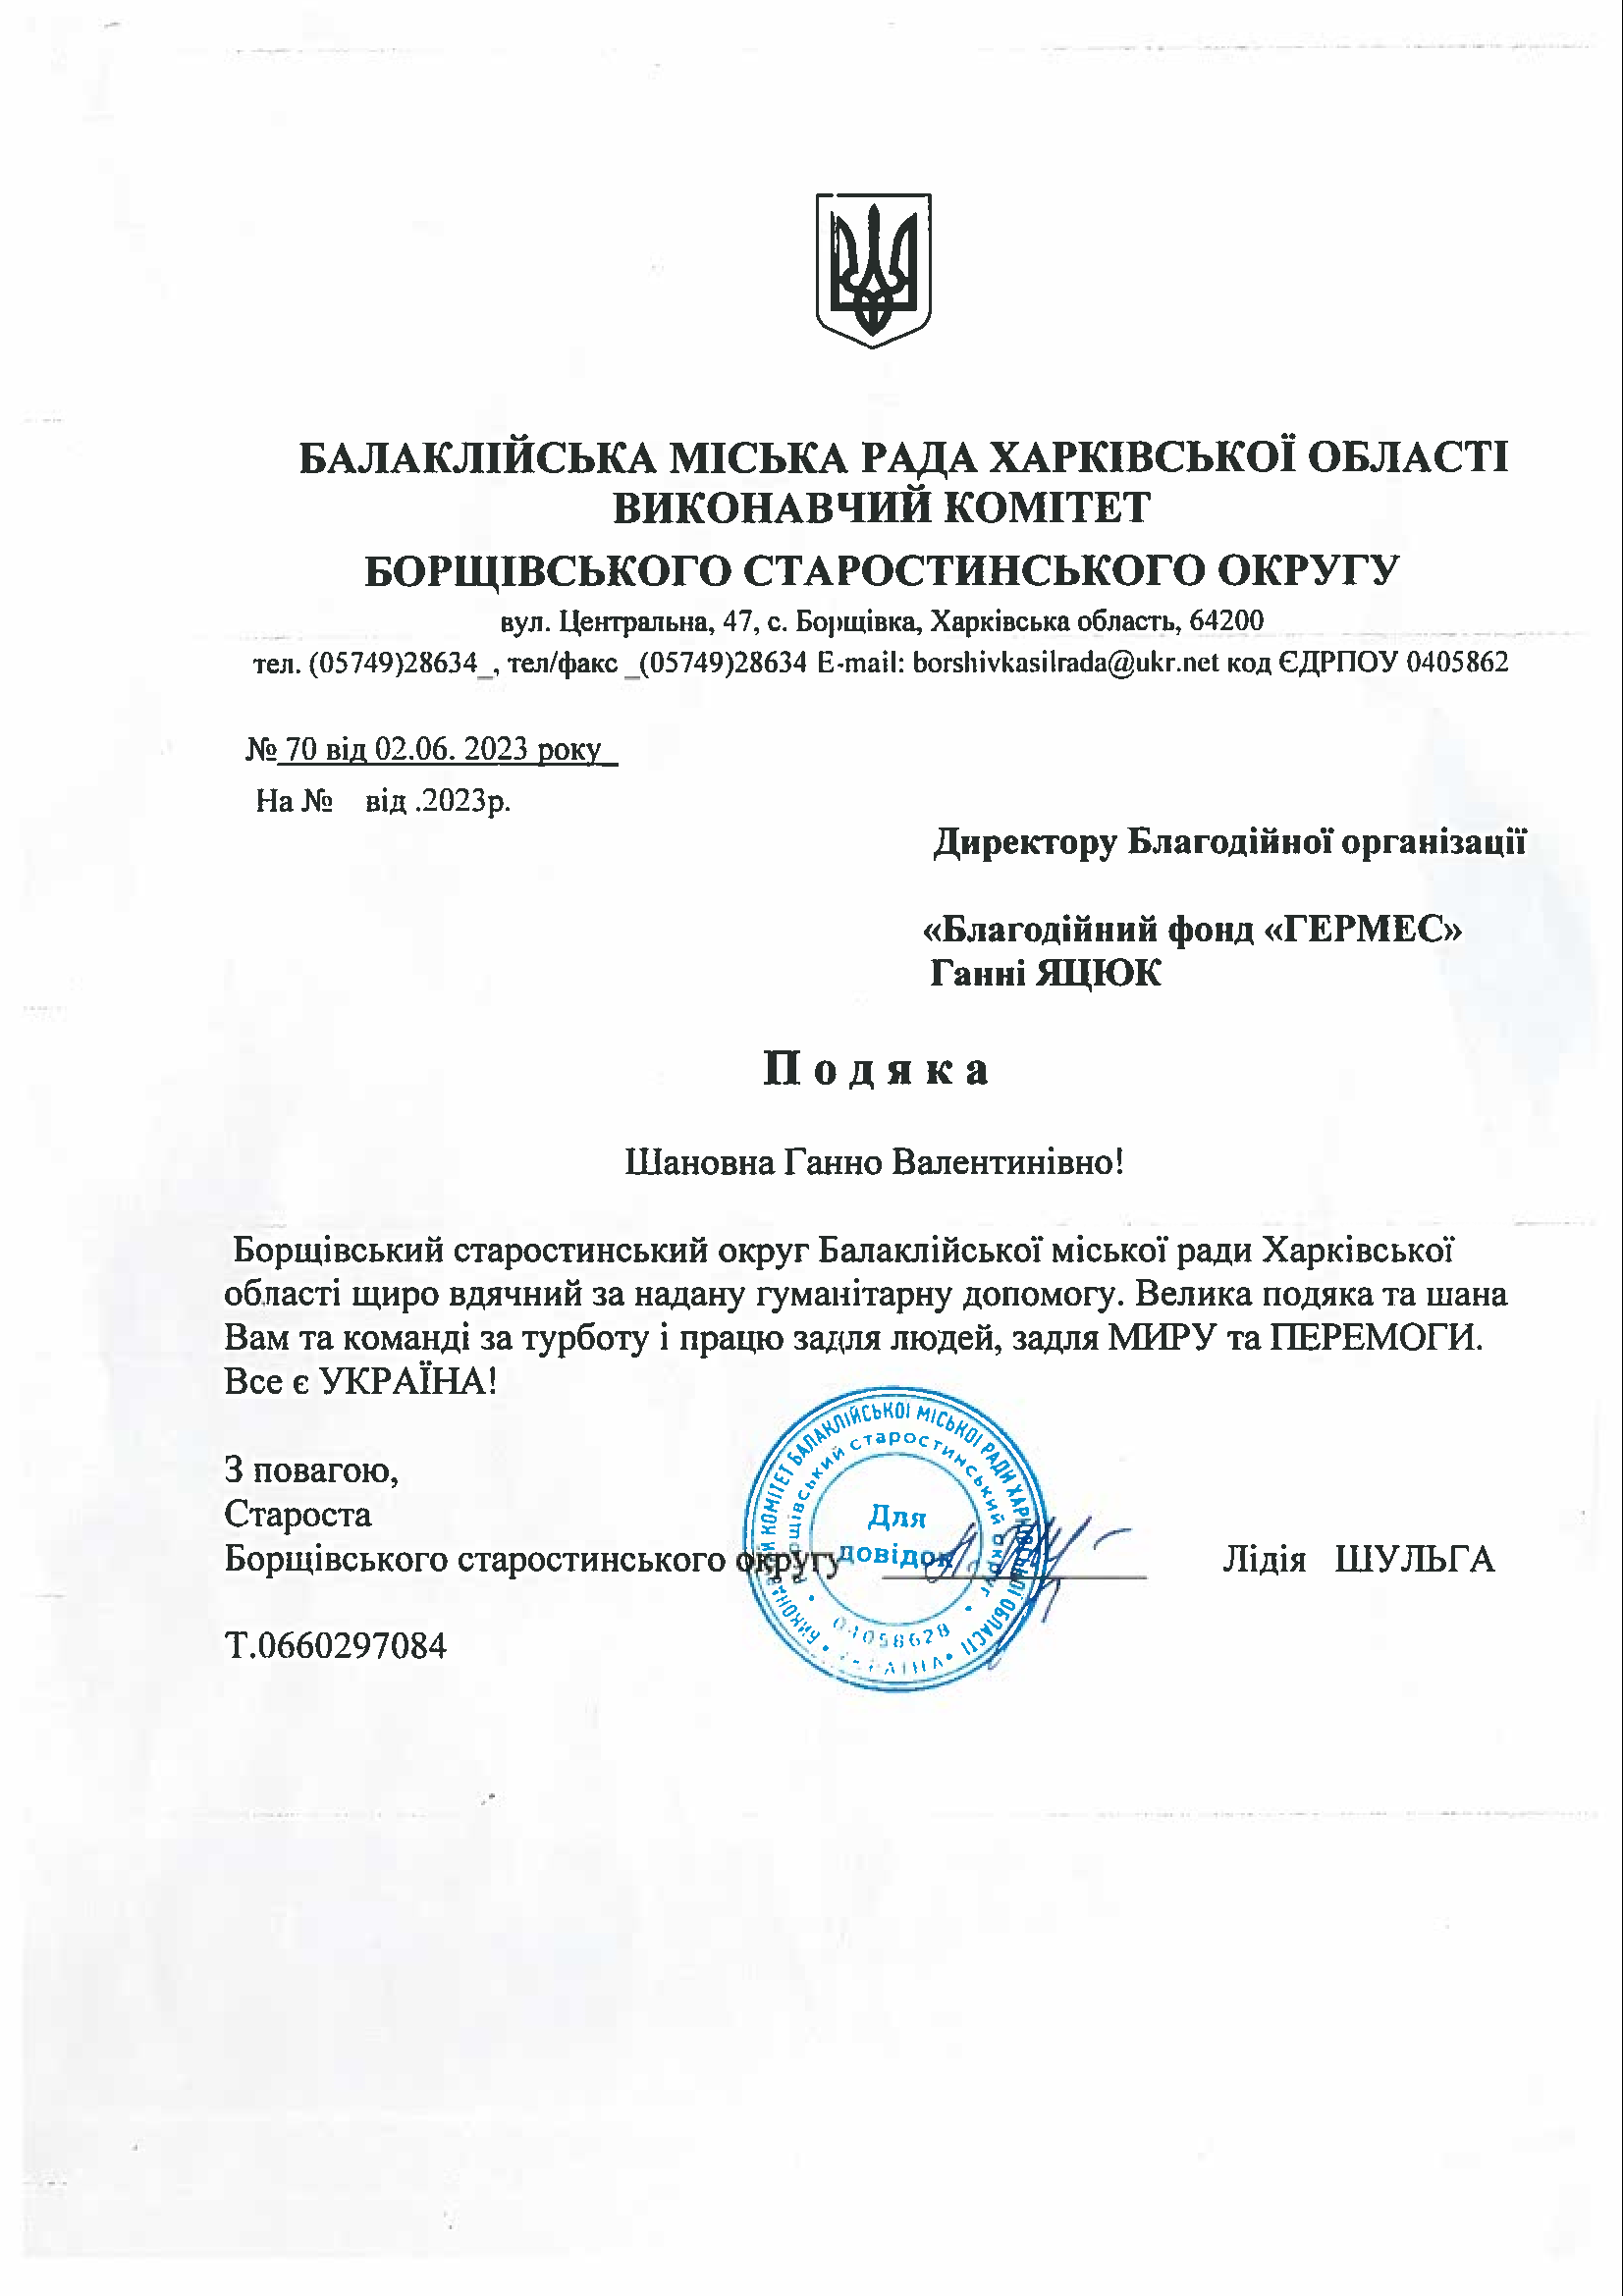 БАЛАКЛІЙСЬКА МІСЬКА РАДА ХАРКІВСЬКОЇ ОБЛАСТІ
ВИКОНАВЧИЙ КОМІТЕТ
БОРЩІВСЬКОГО СТАРОСТИНСЬКОГО ОКРУГУ
вул. Центральна, 47, с. Борщівка, Харківська область, 64200
тел. (05749)28634_, тел/факс _(05749)28634 E-mail: borshivkasilrada@ukr.net код ЄДРПОУ 0405862
№ 70 від 02.06. 2023 року_
На № від .2023р.
Директору Благодійної організації
«Благодійний фонд «ГЕРМЕС»
Ганні ЯЦЮК
П о д я к а
Шановна Ганно Валентинівно!
Борщівський старостинський округ Балаклійської міської ради Харківської
області щиро вдячний за надану гуманітарну допомогу. Велика подяка та шана
Вам та команді за турботу і працю задля людей, задля МИРУ та ПЕРЕМОГИ.
Все є УКРАЇНА!
З повагою,
Староста
Борщівського старостинського округу Лідія ШУЛЬГА
Т.0660297084
ВИКОНАВЧИЙ КОМІТЕТ БАЛАКЛІЙСЬКОЇ МІСЬКОЇ РАДИ ХАРКІВСЬКОЇ ОБЛАСТІ • УКРАЇНА •
Борщівський старостинський округ
04058628
Для
довідок